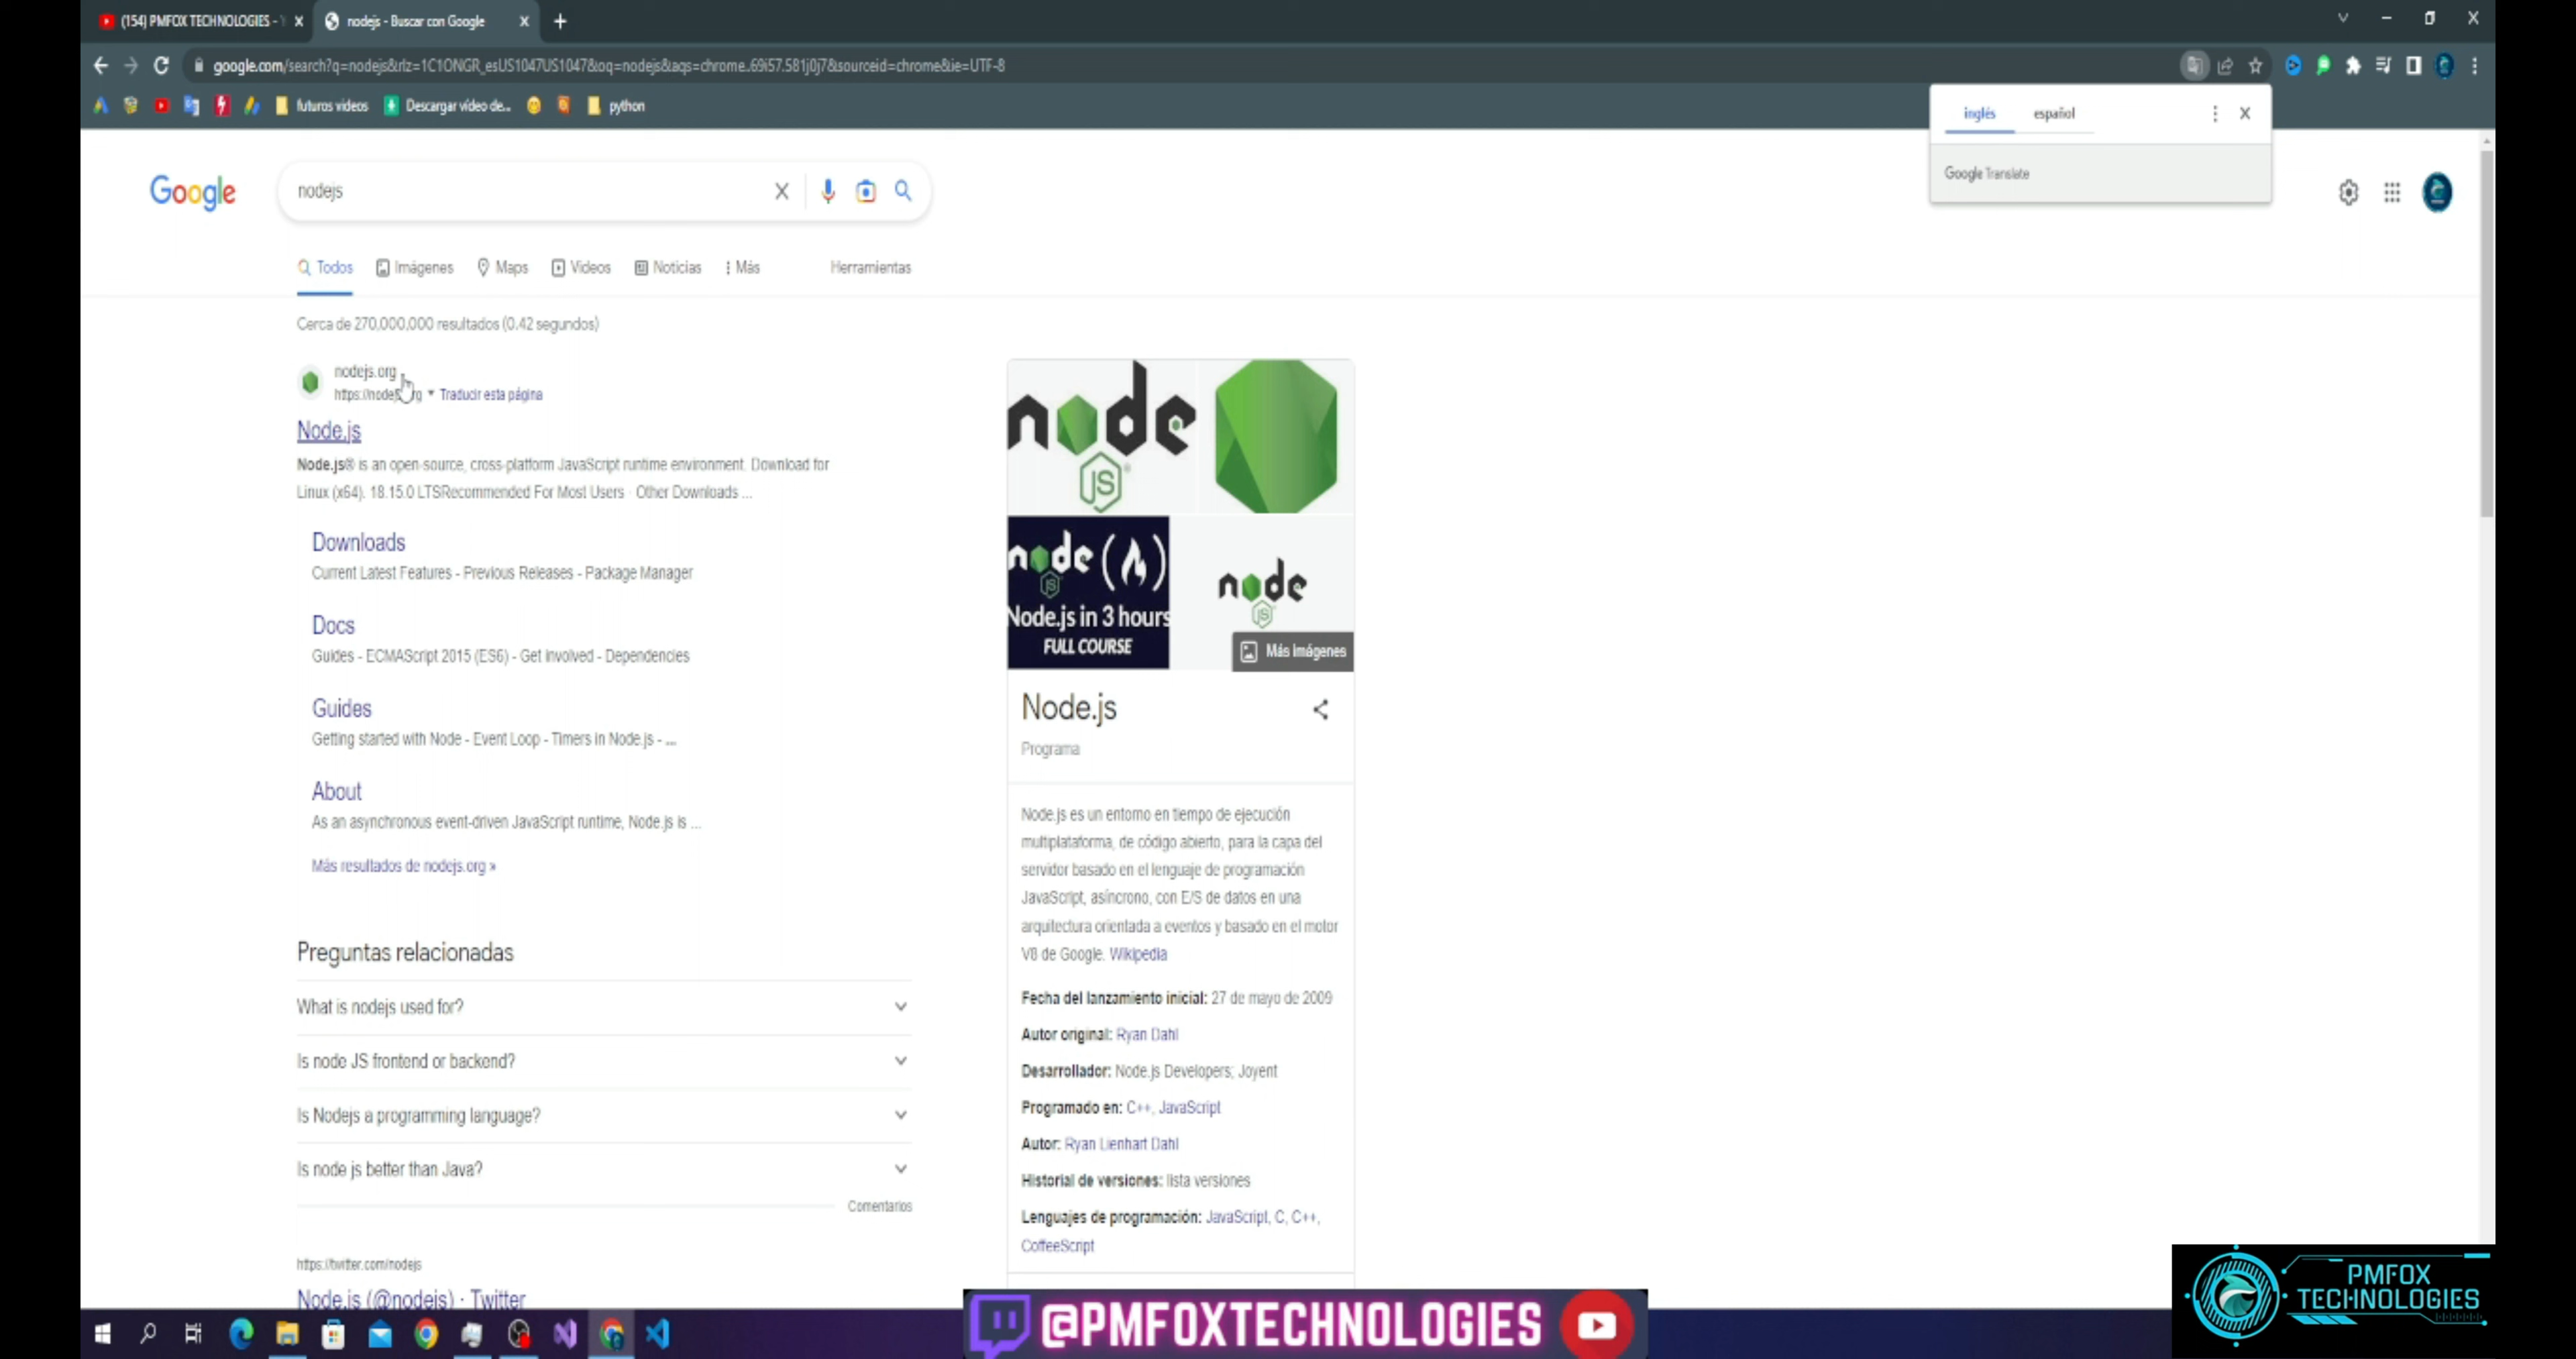 (154) PMFOX TECHNOLOGIES -
nodejs - Buscar con Google
google.com/search?q=nodejs&rlz=1C1ONGR_esUS1047US1047&oq=nodejs&aqs=chrome..69i57.581j0j7&sourceid=chrome&ie=UTF-8
futuros videos
Descargar vídeo de...
python
inglés
español
Google Translate
Google
nodejs
Todos
Imágenes
Maps
Videos
Noticias
Más
Herramientas
Cerca de 270,000,000 resultados (0.42 segundos)
nodejs.org
Traducir esta página
Node.js
Node.js® is an open-source, cross-platform JavaScript runtime environment. Download for
Linux (x64). 18.15.0 LTSRecommended For Most Users · Other Downloads ...
Downloads
Current Latest Features - Previous Releases - Package Manager
Docs
Guides - ECMAScript 2015 (ES6) - Get involved - Dependencies
Guides
Getting started with Node - Event Loop - Timers in Node.js - ...
About
As an asynchronous event-driven JavaScript runtime, Node.js is ...
Más resultados de nodejs.org »
Preguntas relacionadas
What is nodejs used for?
Is node JS frontend or backend?
Is Nodejs a programming language?
Is node js better than Java?
Comentarios
https://twitter.com/nodejs
Node.js (@nodejs) · Twitter
node
JS
node
JS
Node.js in 3 hours
FULL COURSE
node
JS
Más imágenes
Node.js
Programa
Node.js es un entorno en tiempo de ejecución
multiplataforma, de código abierto, para la capa del
servidor basado en el lenguaje de programación
JavaScript, asíncrono, con E/S de datos en una
arquitectura orientada a eventos y basado en el motor
V8 de Google. Wikipedia
Fecha del lanzamiento inicial: 27 de mayo de 2009
Autor original: Ryan Dahl
Desarrollador: Node.js Developers; Joyent
Programado en: C++, JavaScript
Autor: Ryan Lienhart Dahl
Historial de versiones: lista versiones
Lenguajes de programación: JavaScript, C, C++,
CoffeeScript
@PMFOXTECHNOLOGIES
PMFOX
TECHNOLOGIES